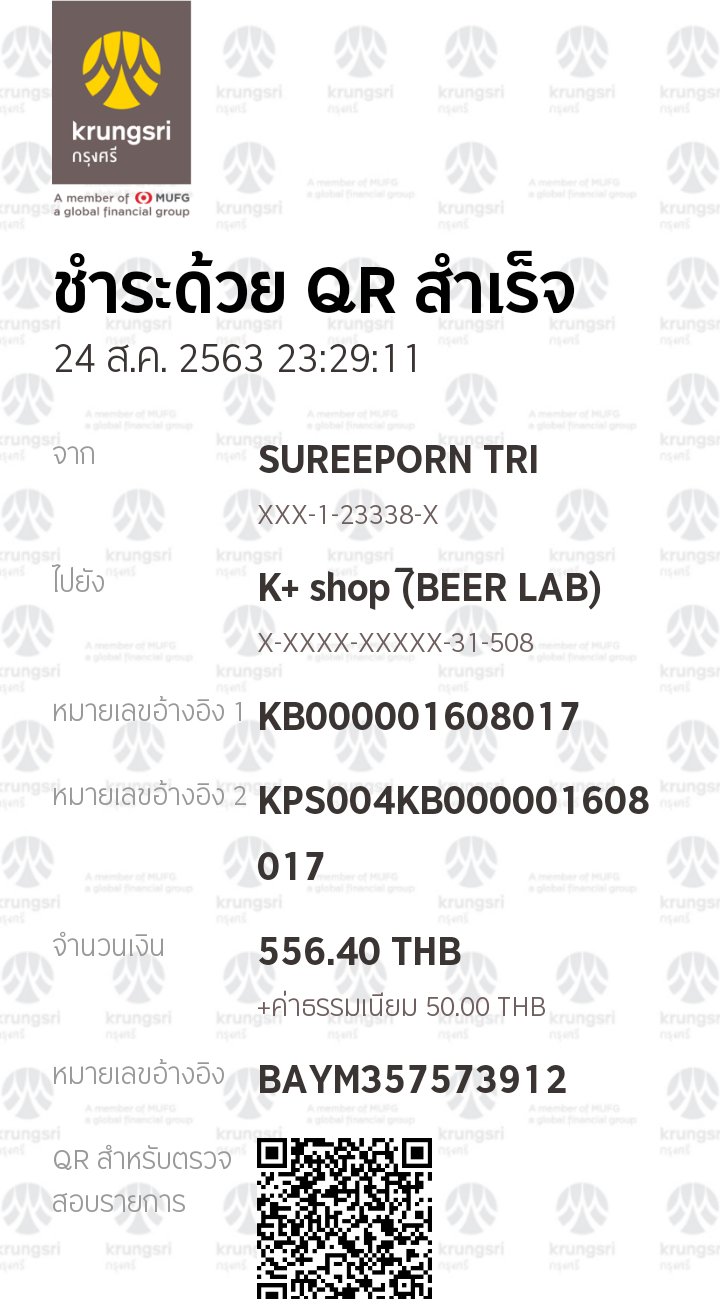 krungsri
กรุงศรี
A member of MUFG
a global financial group
ชำระด้วย QR สำเร็จ
24 ส.ค. 2563 23:29:11
จาก SUREEPORN TRI
XXX-1-23338-X
ไปยัง K+ shop (BEER LAB)
X-XXXX-XXXXX-31-508
หมายเลขอ้างอิง 1 KB000001608017
หมายเลขอ้างอิง 2 KPS004KB000001608
017
จำนวนเงิน 556.40 THB
+ค่าธรรมเนียม 50.00 THB
หมายเลขอ้างอิง BAYM357573912
QR สำหรับตรวจ
สอบรายการ